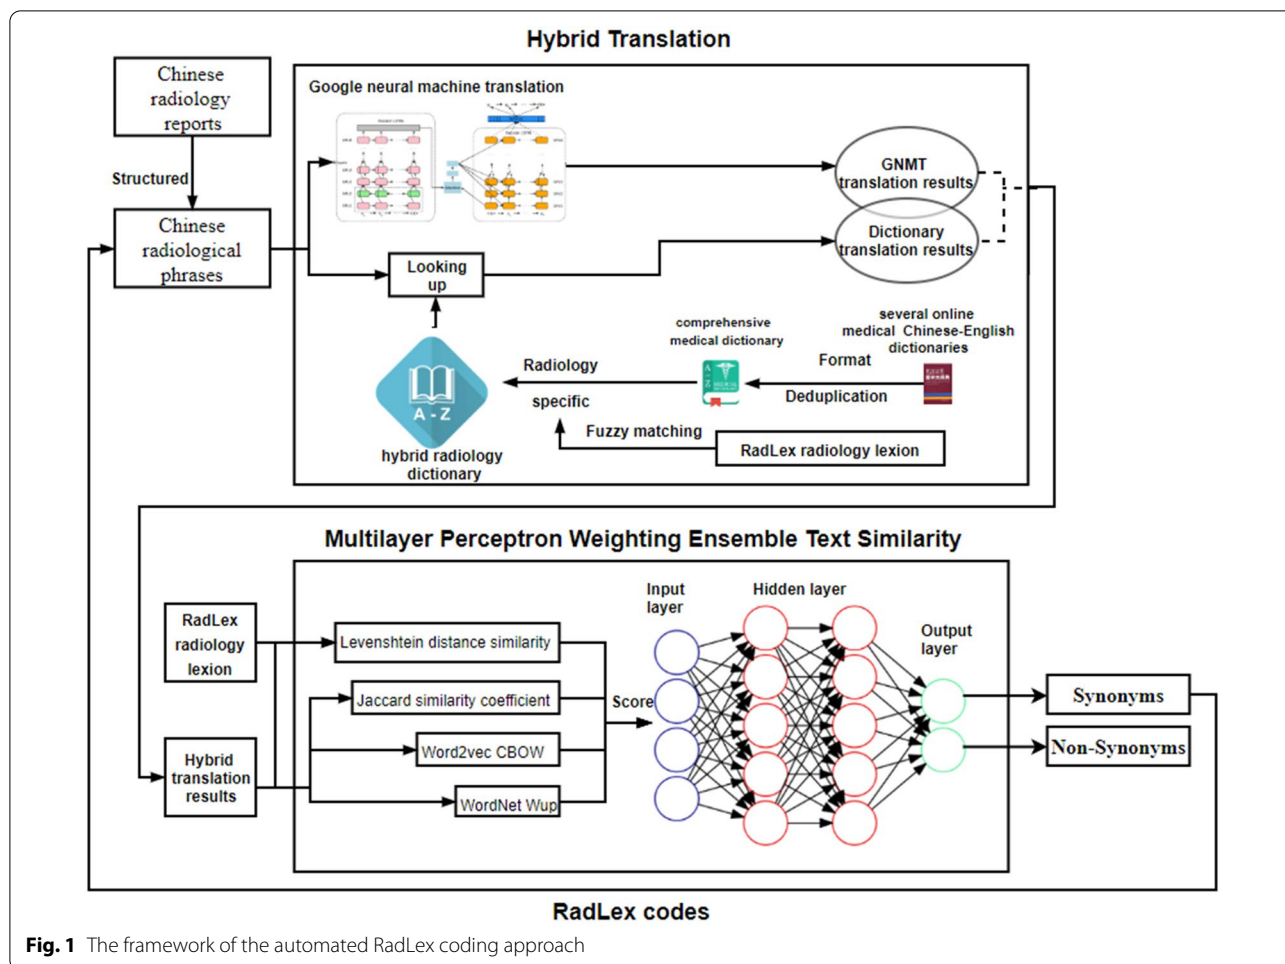 Hybrid Translation
Chinese
radiology
reports
Structured
Chinese
radiological
phrases
Google neural machine translation
GNMT
translation results
Dictionary
translation results
Looking
up
A - Z
hybrid radiology
dictionary
Radiology
specific
Fuzzy matching
RadLex radiology lexion
comprehensive
medical dictionary
several online
medical Chinese-English
dictionaries
Format
Deduplication
Multilayer Perceptron Weighting Ensemble Text Similarity
RadLex
radiology
lexion
Hybrid
translation
results
Levenshtein distance similarity
Jaccard similarity coefficient
Word2vec CBOW
WordNet Wup
Score
Input
layer
Hidden layer
Output
layer
Synonyms
Non-Synonyms
RadLex codes
Fig. 1 The framework of the automated RadLex coding approach